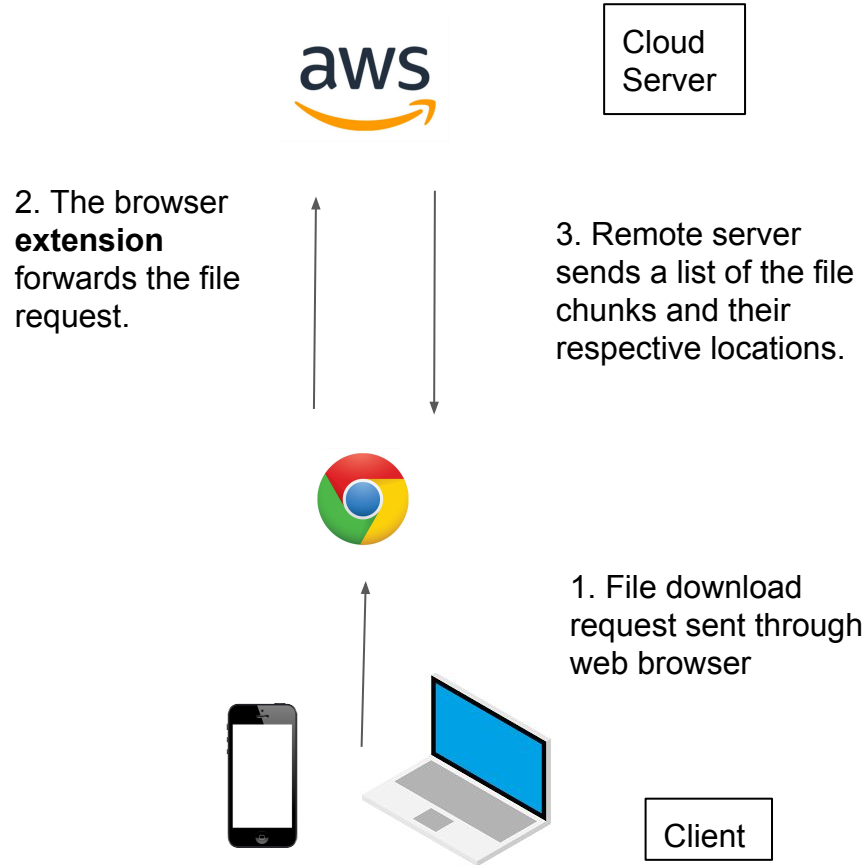 aws
Cloud
Server
2. The browser
extension
forwards the file
request.
3. Remote server
sends a list of the file
chunks and their
respective locations.
1. File download
request sent through
web browser
Client